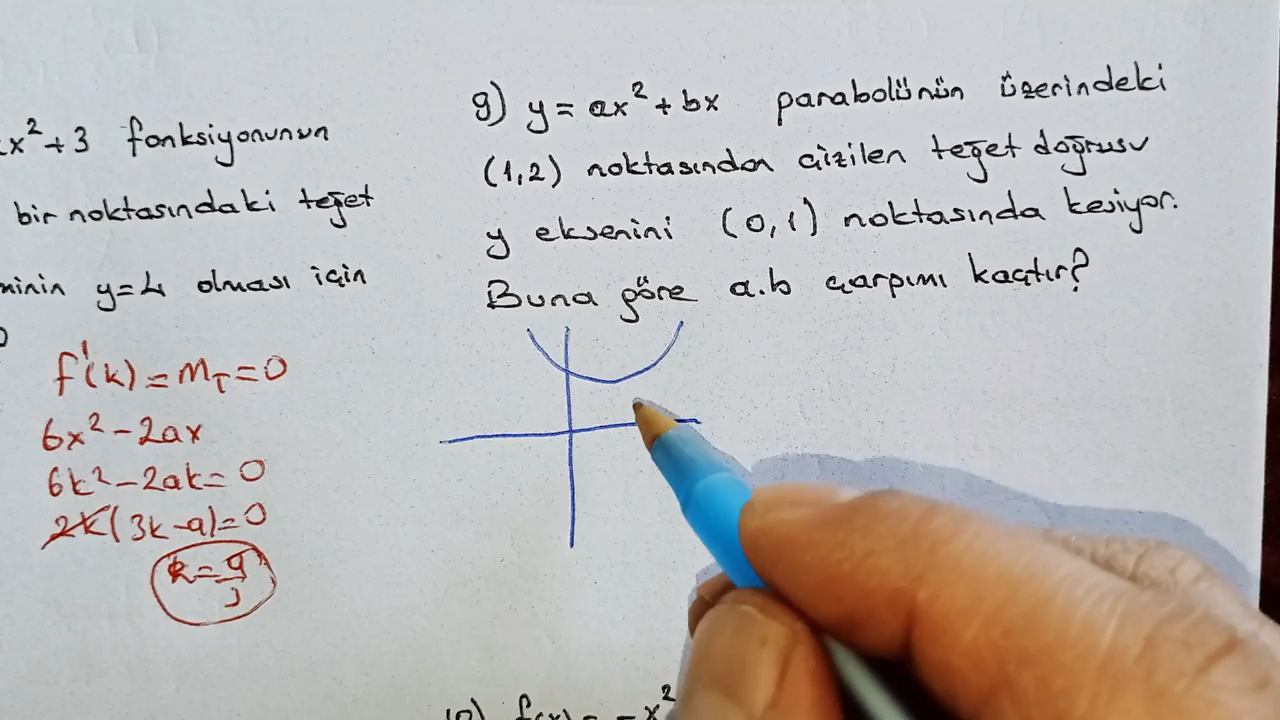 x²+3 fonksiyonunun
bir noktasındaki teğet
y=4 olması için
f'(k)=m_T=0
6x²-2ax
6k²-2ak=0
2k(3k-a)=0
k=a/3
9) y=ax²+bx parabolünün üzerindeki
(1,2) noktasından çizilen teğet doğrusu
y eksenini (0,1) noktasında kesiyor.
Buna göre a.b çarpımı kaçtır?
10) f(x)=-x²